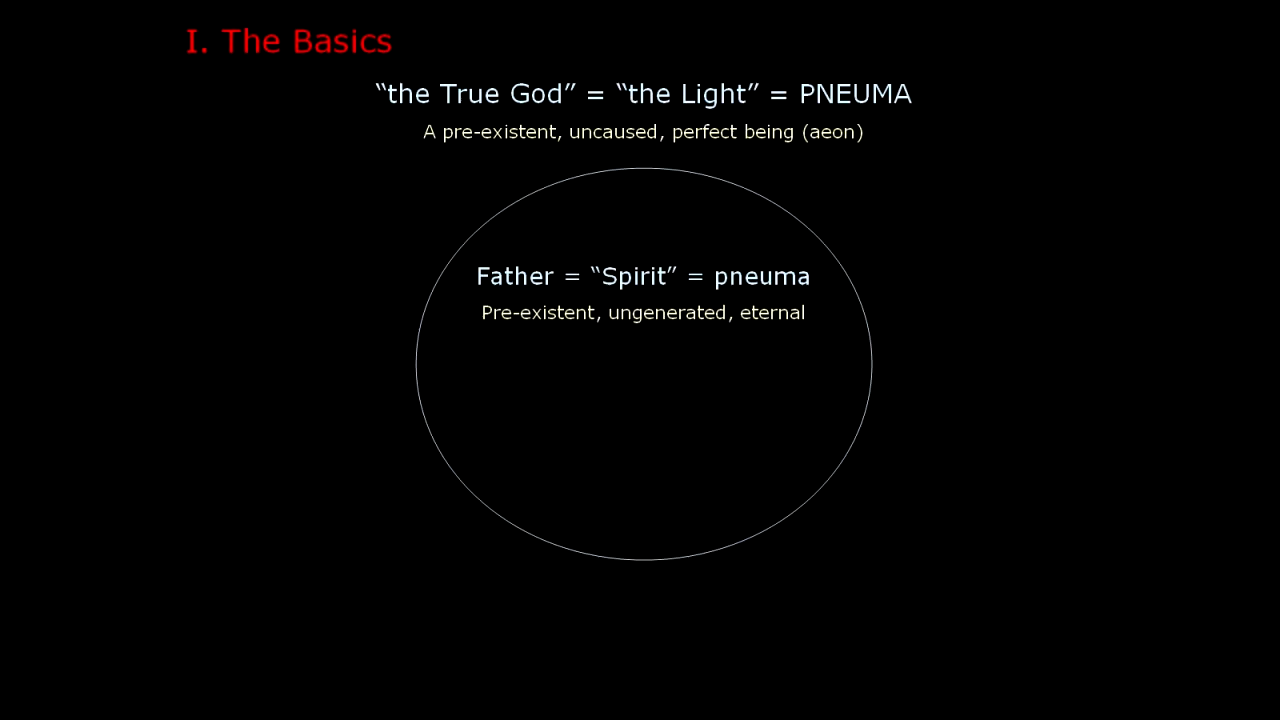 I. The Basics
“the True God” = “the Light” = PNEUMA
A pre-existent, uncaused, perfect being (aeon)
Father = “Spirit” = pneuma
Pre-existent, ungenerated, eternal